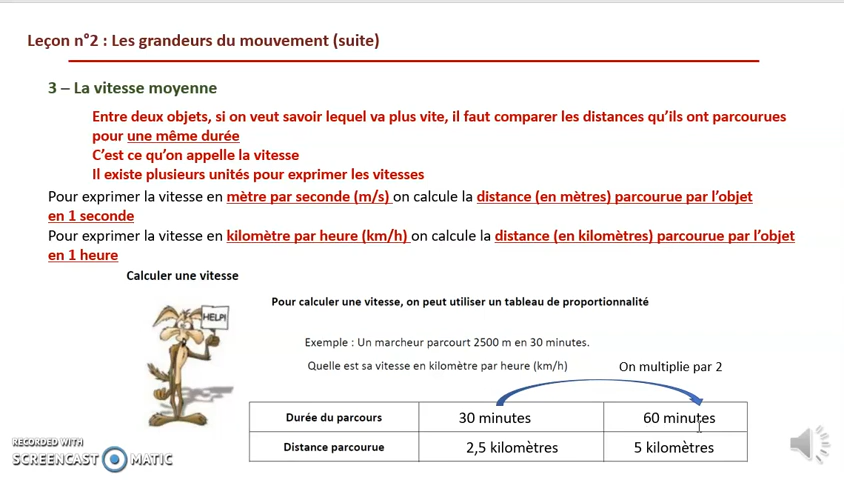 Leçon n°2 : Les grandeurs du mouvement (suite)
3 – La vitesse moyenne
Entre deux objets, si on veut savoir lequel va plus vite, il faut comparer les distances qu'ils ont parcourues
pour une même durée
C'est ce qu'on appelle la vitesse
Il existe plusieurs unités pour exprimer les vitesses
Pour exprimer la vitesse en mètre par seconde (m/s) on calcule la distance (en mètres) parcourue par l'objet
en 1 seconde
Pour exprimer la vitesse en kilomètre par heure (km/h) on calcule la distance (en kilomètres) parcourue par l'objet
en 1 heure
Calculer une vitesse
HELP!
Pour calculer une vitesse, on peut utiliser un tableau de proportionnalité
Exemple : Un marcheur parcourt 2500 m en 30 minutes.
Quelle est sa vitesse en kilomètre par heure (km/h)
On multiplie par 2
Durée du parcours 30 minutes 60 minutes
Distance parcourue 2,5 kilomètres 5 kilomètres
RECORDED WITH
SCREENCAST MATIC